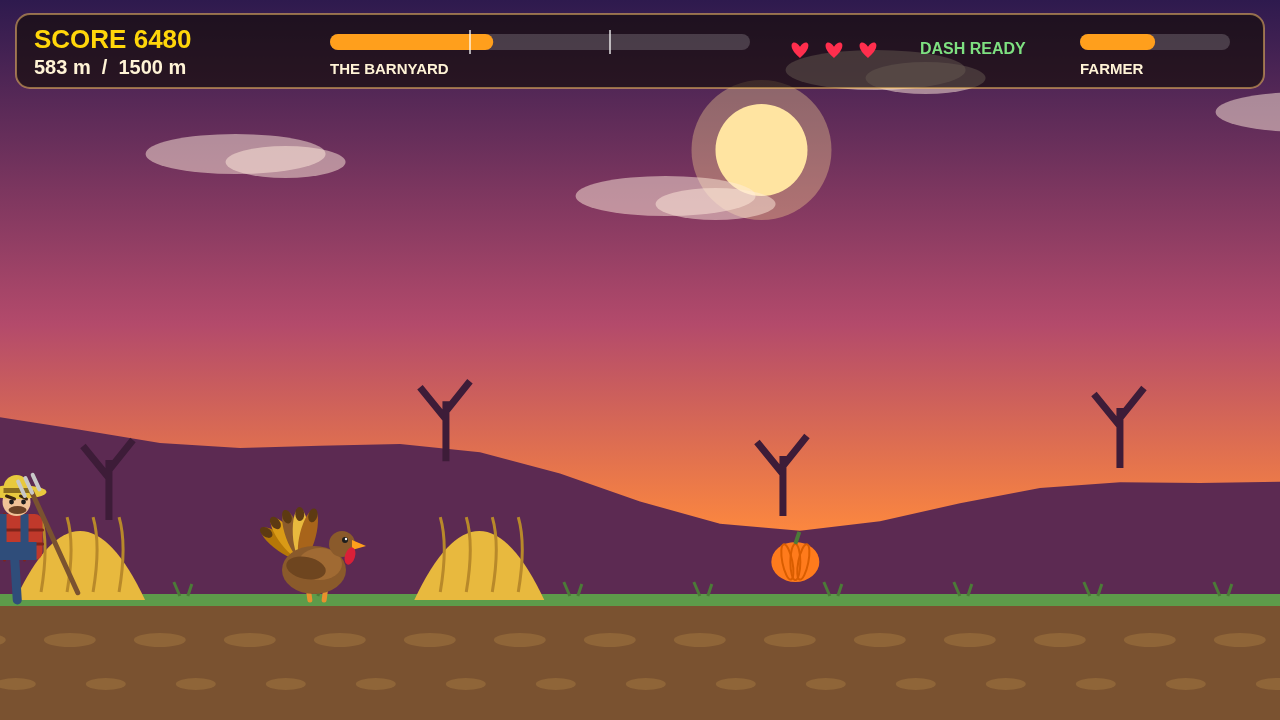 SCORE 6480
583 m / 1500 m
THE BARNYARD
DASH READY
FARMER